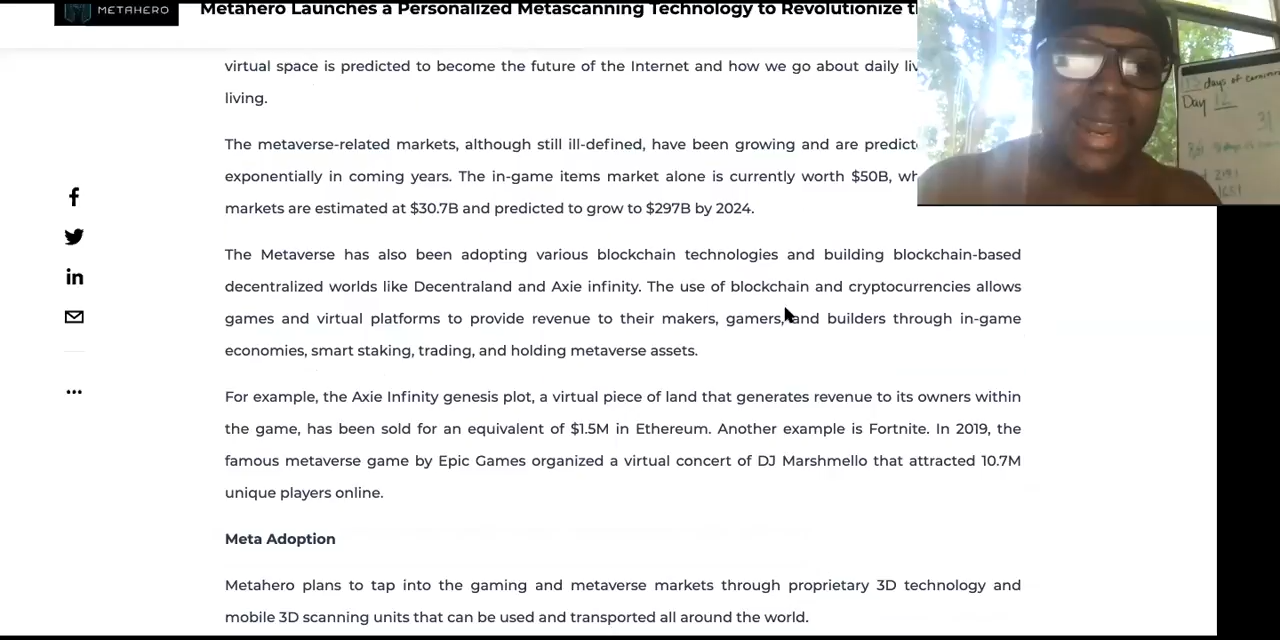 METAHERO
Metahero Launches a Personalized Metascanning Technology to Revolutionize
virtual space is predicted to become the future of the Internet and how we go about daily
living.
The metaverse-related markets, although still ill-defined, have been growing and are
exponentially in coming years. The in-game items market alone is currently worth $50B,
markets are estimated at $30.7B and predicted to grow to $297B by 2024.
The Metaverse has also been adopting various blockchain technologies and building blockchain-based
decentralized worlds like Decentraland and Axie infinity. The use of blockchain and cryptocurrencies allows
games and virtual platforms to provide revenue to their makers, gamers, and builders through in-game
economies, smart staking, trading, and holding metaverse assets.
For example, the Axie Infinity genesis plot, a virtual piece of land that generates revenue to its owners within
the game, has been sold for an equivalent of $1.5M in Ethereum. Another example is Fortnite. In 2019, the
famous metaverse game by Epic Games organized a virtual concert of DJ Marshmello that attracted 10.7M
unique players online.
Meta Adoption
Metahero plans to tap into the gaming and metaverse markets through proprietary 3D technology and
mobile 3D scanning units that can be used and transported all around the world.
days of
Day 12
31